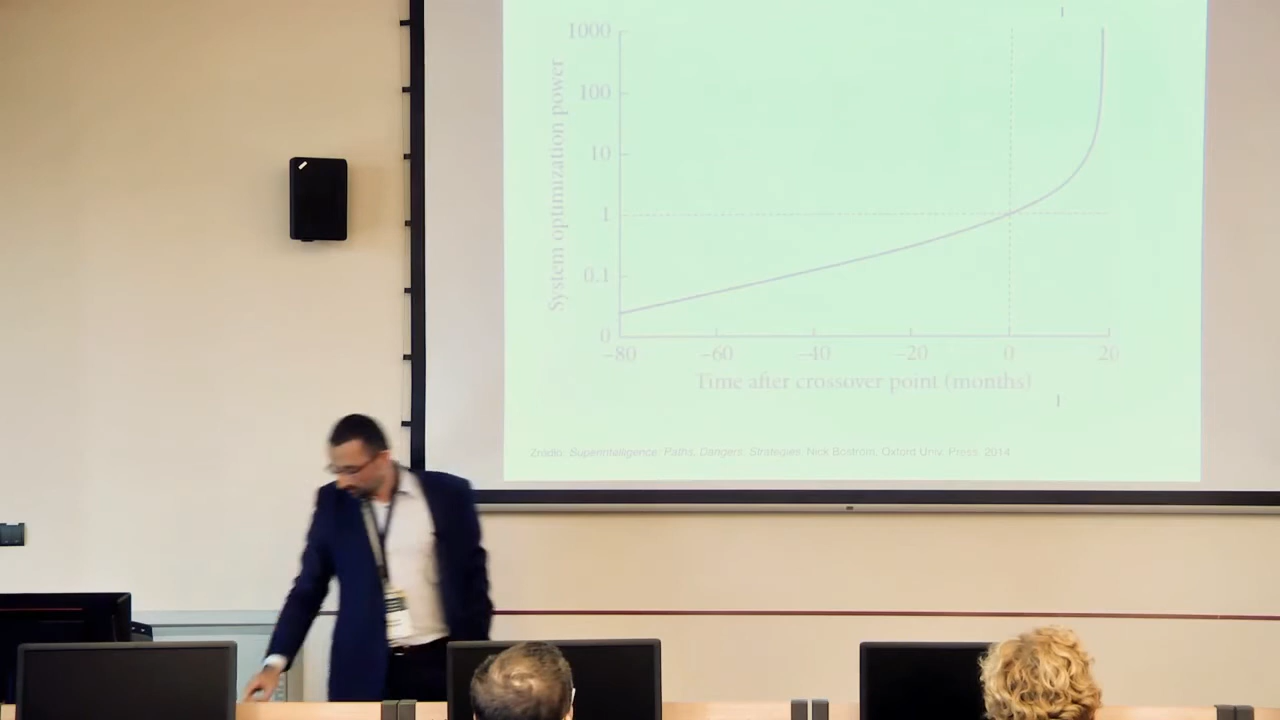 1000
100
10
1
0.1
0
System optimization power
−80 −60 −40 −20 0 20
Time after crossover point (months)
Źródło: Superintelligence: Paths, Dangers, Strategies, Nick Bostrom, Oxford Univ. Press, 2014